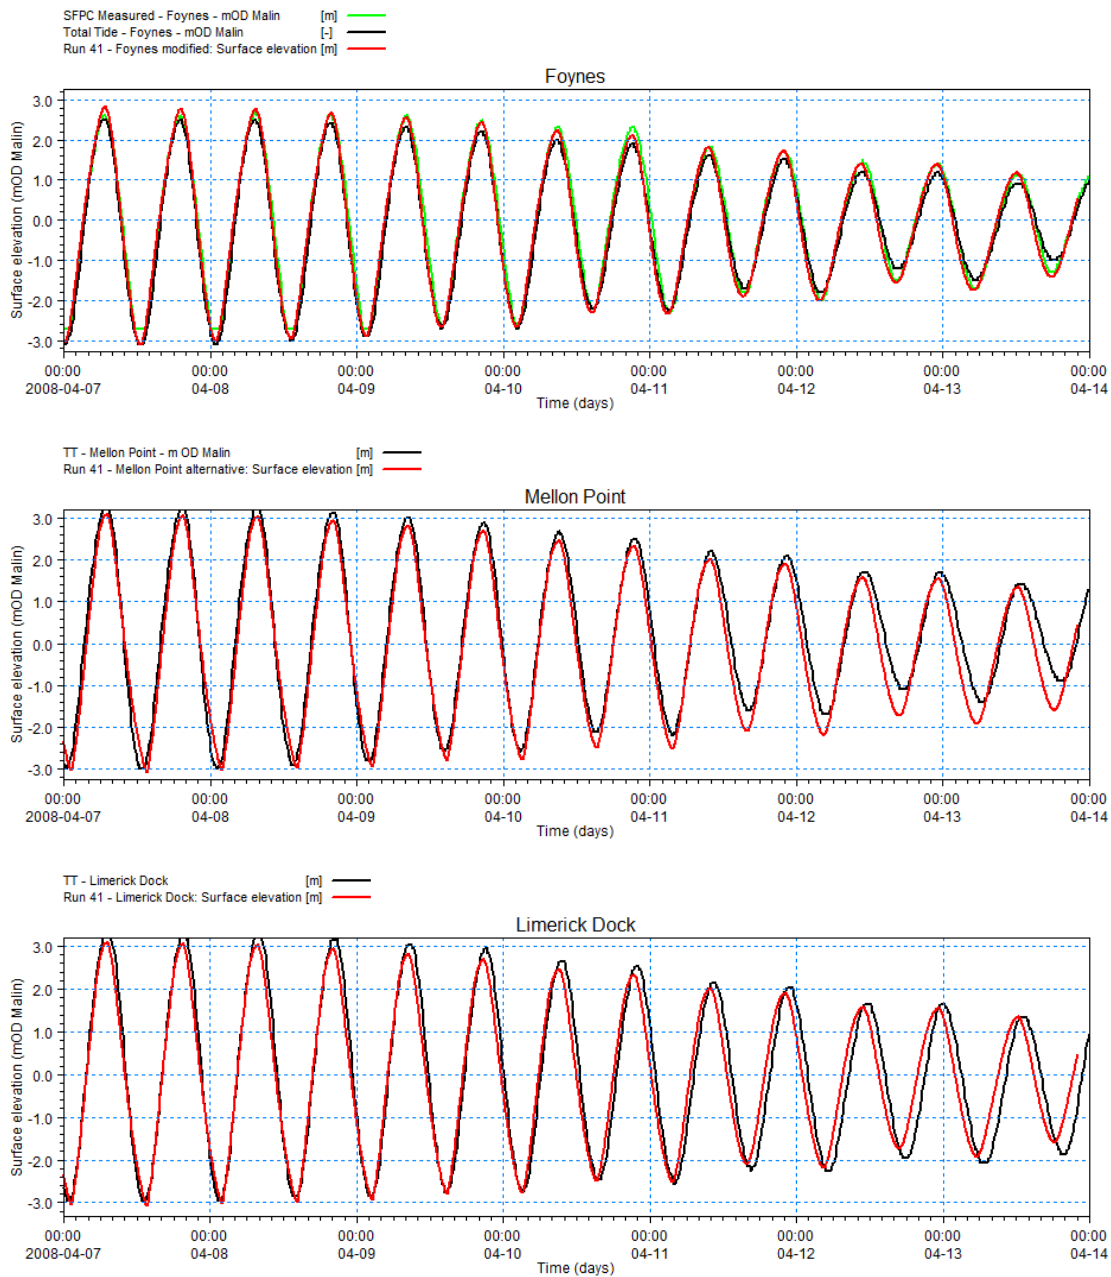 SFPC Measured - Foynes - mOD Malin [m]
Total Tide - Foynes - mOD Malin [-]
Run 41 - Foynes modified: Surface elevation [m]
Foynes
Surface elevation (mOD Malin)
3.0
2.0
1.0
0.0
-1.0
-2.0
-3.0
00:00 00:00 00:00 00:00 00:00 00:00 00:00 00:00
2008-04-07 04-08 04-09 04-10 04-11 04-12 04-13 04-14
Time (days)
TT - Mellon Point - m OD Malin [m]
Run 41 - Mellon Point alternative: Surface elevation [m]
Mellon Point
Surface elevation (mOD Malin)
3.0
2.0
1.0
0.0
-1.0
-2.0
-3.0
00:00 00:00 00:00 00:00 00:00 00:00 00:00 00:00
2008-04-07 04-08 04-09 04-10 04-11 04-12 04-13 04-14
Time (days)
TT - Limerick Dock [m]
Run 41 - Limerick Dock: Surface elevation [m]
Limerick Dock
Surface elevation (mOD Malin)
3.0
2.0
1.0
0.0
-1.0
-2.0
-3.0
00:00 00:00 00:00 00:00 00:00 00:00 00:00 00:00
2008-04-07 04-08 04-09 04-10 04-11 04-12 04-13 04-14
Time (days)